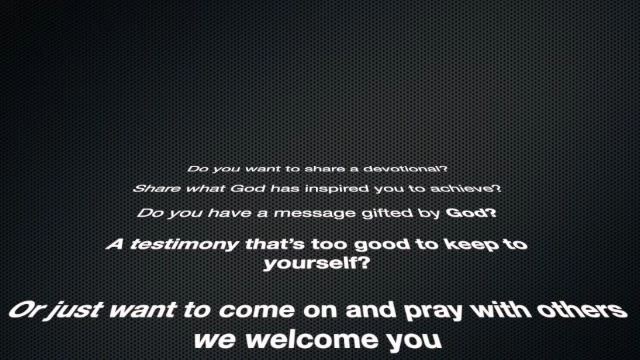 Do you want to share a devotional?
Share what God has inspired you to achieve?
Do you have a message gifted by God?
A testimony that's too good to keep to
yourself?
Or just want to come on and pray with others
we welcome you